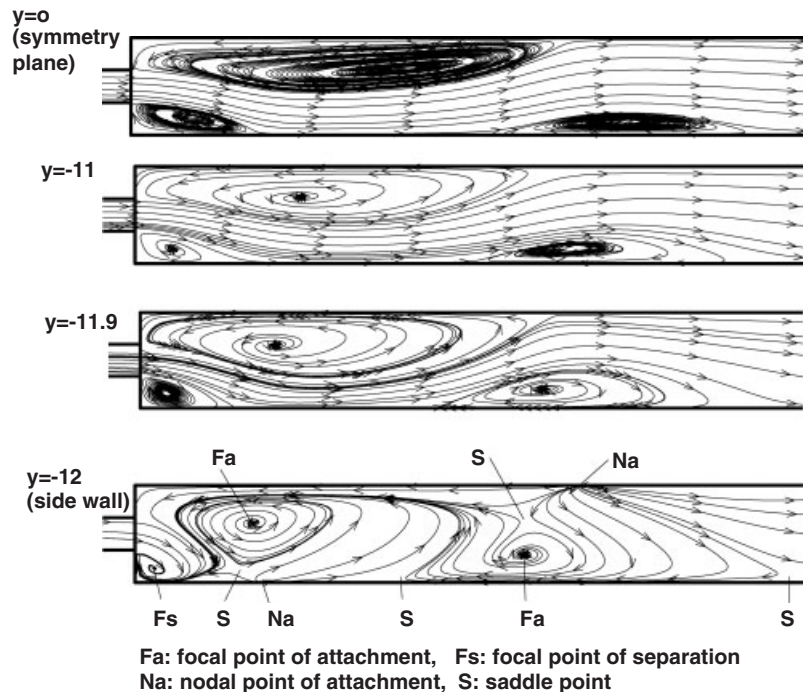 y=o
(symmetry
plane)
y=-11
y=-11.9
y=-12
(side wall)
Fa
S
Na
Fs
S
Na
S
Fa
S
Fa: focal point of attachment, Fs: focal point of separation
Na: nodal point of attachment, S: saddle point